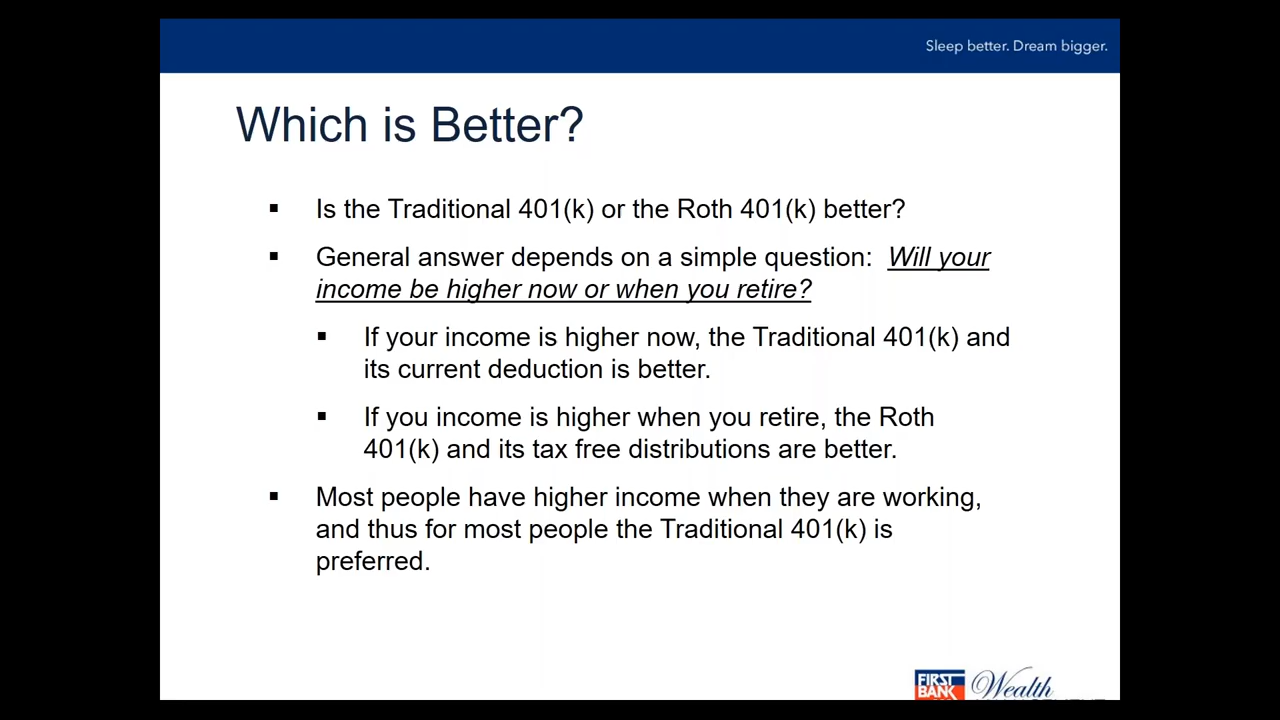 Sleep better. Dream bigger.
Which is Better?
▪ Is the Traditional 401(k) or the Roth 401(k) better?
▪ General answer depends on a simple question: Will your
income be higher now or when you retire?
▪ If your income is higher now, the Traditional 401(k) and
its current deduction is better.
▪ If you income is higher when you retire, the Roth
401(k) and its tax free distributions are better.
▪ Most people have higher income when they are working,
and thus for most people the Traditional 401(k) is
preferred.
FIRST
BANK
Wealth